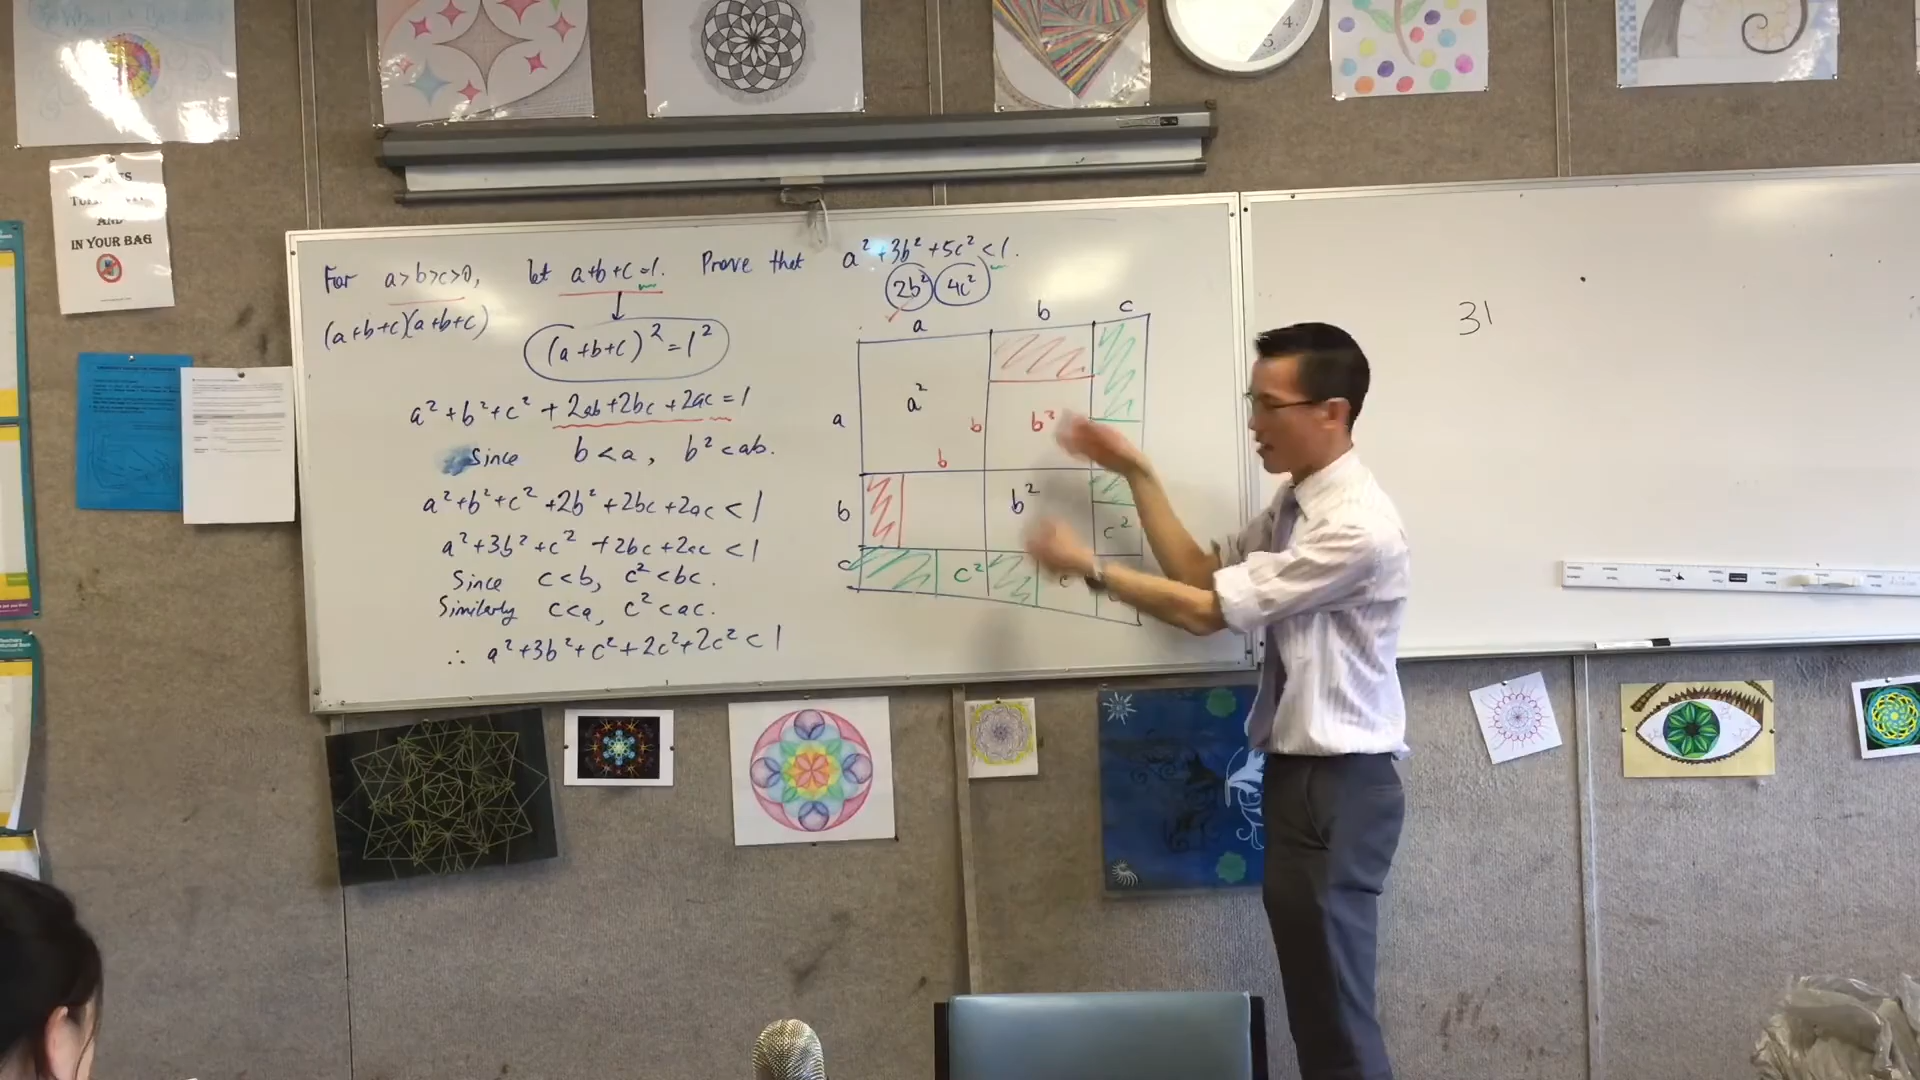 TUES
AND
IN YOUR BAG
For a>b>c>0, let a+b+c=1. Prove that a²+3b²+5c²<1.
2b² 4c²
(a+b+c)(a+b+c)
(a+b+c)²=1²
a²+b²+c²+2ab+2bc+2ac=1
Since b<a, b²<ab.
a²+b²+c²+2b²+2bc+2ac<1
a²+3b²+c²+2bc+2ac<1
Since c<b, c²<bc.
Similarly c<a, c²<ac.
∴ a²+3b²+c²+2c²+2c²<1
a b c
a a² b b²
b
b b² c²
c c² c
31